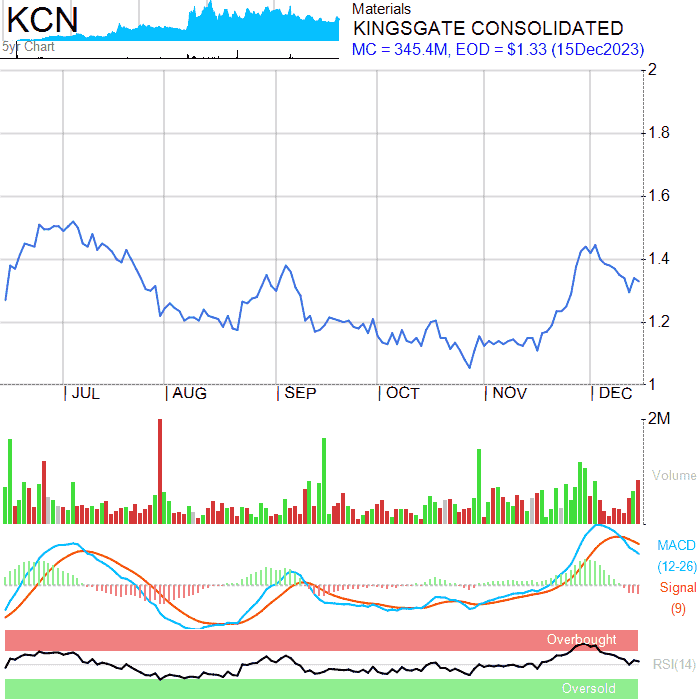 KCN
5yr Chart
Materials
KINGSGATE CONSOLIDATED
MC = 345.4M, EOD = $1.33 (15Dec2023)
2
1.8
1.6
1.4
1.2
1
JUL AUG SEP OCT NOV DEC
2M
Volume
MACD
(12-26)
Signal
(9)
Overbought
RSI(14)
Oversold